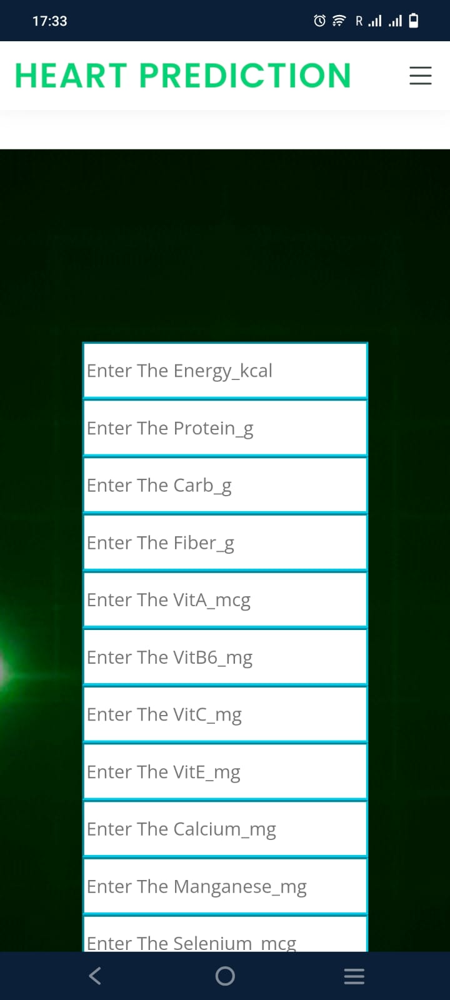 17:33
R
HEART PREDICTION
Enter The Energy_kcal
Enter The Protein_g
Enter The Carb_g
Enter The Fiber_g
Enter The VitA_mcg
Enter The VitB6_mg
Enter The VitC_mg
Enter The VitE_mg
Enter The Calcium_mg
Enter The Manganese_mg
Enter The Selenium_mcg